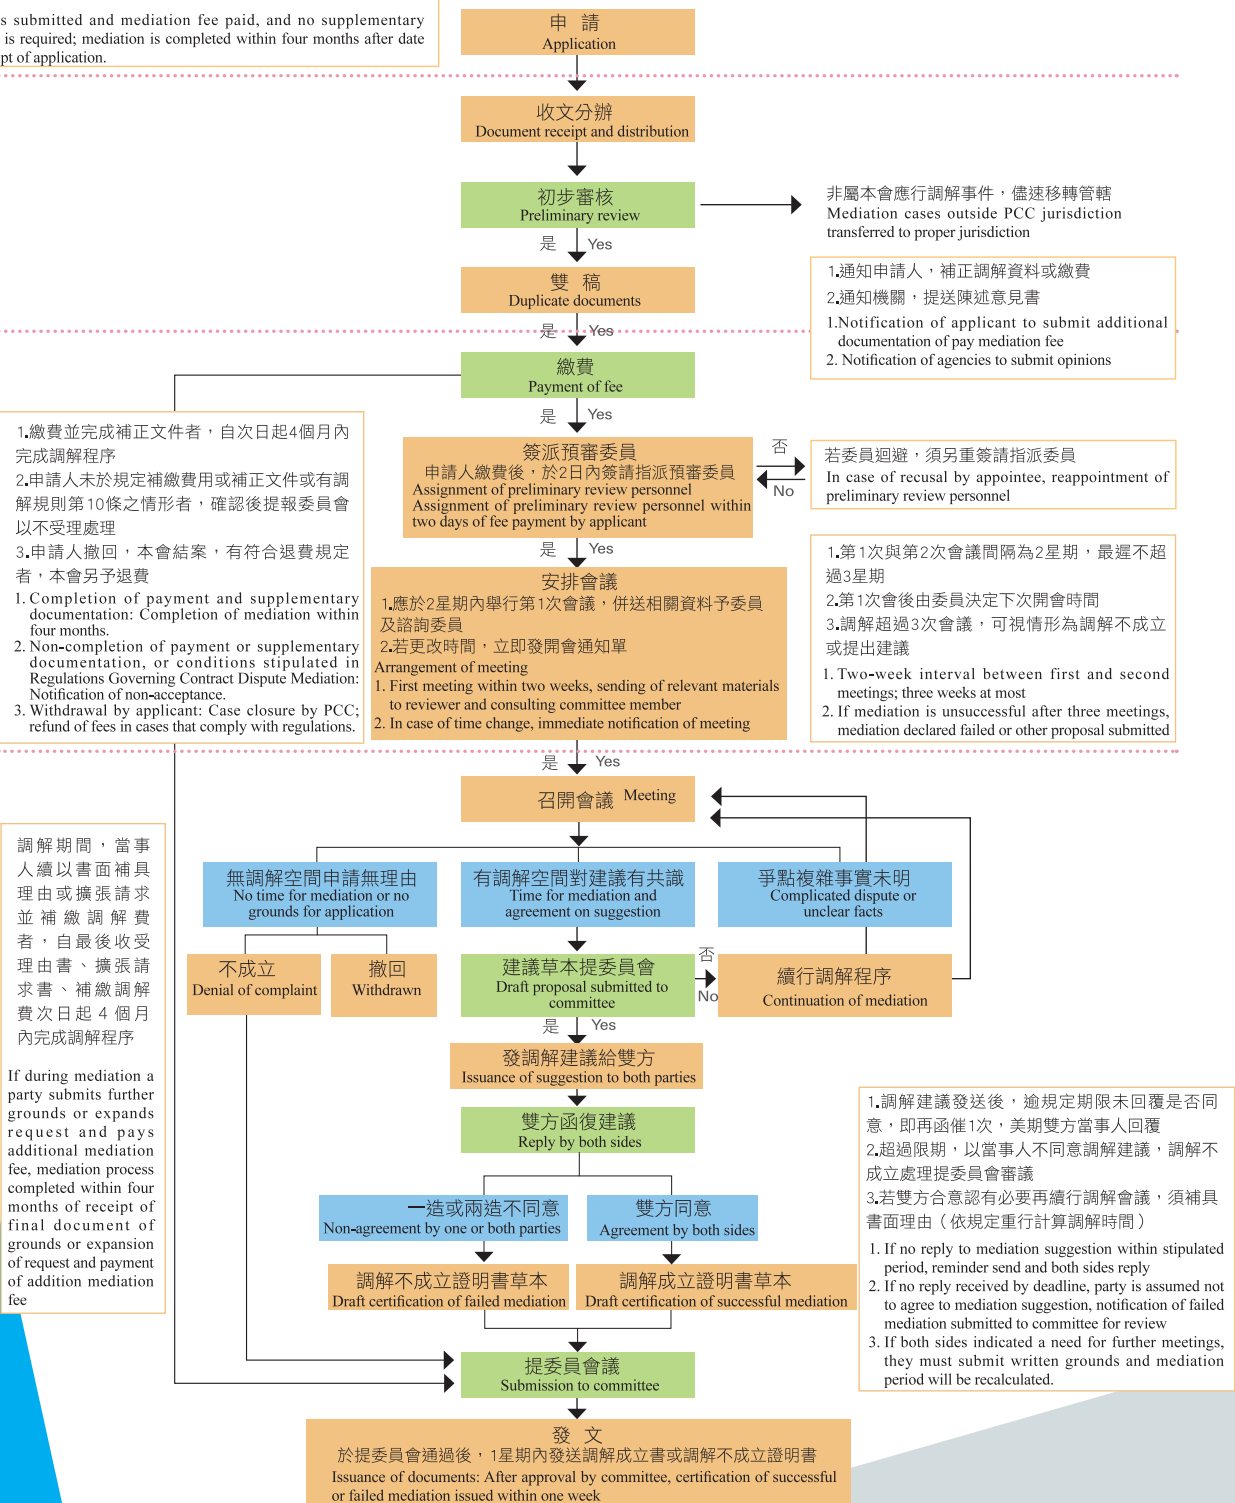 s submitted and mediation fee paid, and no supplementary
is required; mediation is completed within four months after date
pt of application.
申 請
Application
收文分辦
Document receipt and distribution
初步審核
Preliminary review
非屬本會應行調解事件，儘速移轉管轄
Mediation cases outside PCC jurisdiction
transferred to proper jurisdiction
是 Yes
雙 稿
Duplicate documents
1.通知申請人，補正調解資料或繳費
2.通知機關，提送陳述意見書
1.Notification of applicant to submit additional
documentation of pay mediation fee
2. Notification of agencies to submit opinions
是 Yes
繳費
Payment of fee
是 Yes
1.繳費並完成補正文件者，自次日起4個月內
完成調解程序
2.申請人未於規定補繳費用或補正文件或有調
解規則第10條之情形者，確認後提報委員會
以不受理處理
3.申請人撤回，本會結案，有符合退費規定
者，本會另予退費
1. Completion of payment and supplementary
documentation: Completion of mediation within
four months.
2. Non-completion of payment or supplementary
documentation, or conditions stipulated in
Regulations Governing Contract Dispute Mediation:
Notification of non-acceptance.
3. Withdrawal by applicant: Case closure by PCC;
refund of fees in cases that comply with regulations.
簽派預審委員
申請人繳費後，於2日內簽請指派預審委員
Assignment of preliminary review personnel
Assignment of preliminary review personnel within
two days of fee payment by applicant
否
No
若委員迴避，須另重簽請指派委員
In case of recusal by appointee, reappointment of
preliminary review personnel
是 Yes
安排會議
1.應於2星期內舉行第1次會議，併送相關資料予委員
及諮詢委員
2.若更改時間，立即發開會通知單
Arrangement of meeting
1. First meeting within two weeks, sending of relevant materials
to reviewer and consulting committee member
2. In case of time change, immediate notification of meeting
1.第1次與第2次會議間隔為2星期，最遲不超
過3星期
2.第1次會後由委員決定下次開會時間
3.調解超過3次會議，可視情形為調解不成立
或提出建議
1. Two-week interval between first and second
meetings; three weeks at most
2. If mediation is unsuccessful after three meetings,
mediation declared failed or other proposal submitted
是 Yes
召開會議 Meeting
調解期間，當事
人續以書面補具
理由或擴張請求
並補繳調解費
者，自最後收受
理由書、擴張請
求書、補繳調解
費次日起4個月
內完成調解程序
If during mediation a
party submits further
grounds or expands
request and pays
additional mediation
fee, mediation process
completed within four
months of receipt of
final document of
grounds or expansion
of request and payment
of addition mediation
fee
無調解空間申請無理由
No time for mediation or no
grounds for application
有調解空間對建議有共識
Time for mediation and
agreement on suggestion
爭點複雜事實未明
Complicated dispute or
unclear facts
不成立
Denial of complaint
撤回
Withdrawn
建議草本提委員會
Draft proposal submitted to
committee
否
No
續行調解程序
Continuation of mediation
是 Yes
發調解建議給雙方
Issuance of suggestion to both parties
雙方函復建議
Reply by both sides
一造或兩造不同意
Non-agreement by one or both parties
雙方同意
Agreement by both sides
調解不成立證明書草本
Draft certification of failed mediation
調解成立證明書草本
Draft certification of successful mediation
1.調解建議發送後，逾規定期限未回覆是否同
意，即再函催1次，美期雙方當事人回覆
2.超過限期，以當事人不同意調解建議，調解不
成立處理提委員會審議
3.若雙方合意認有必要再續行調解會議，須補具
書面理由（依規定重行計算調解時間）
1. If no reply to mediation suggestion within stipulated
period, reminder send and both sides reply
2. If no reply received by deadline, party is assumed not
to agree to mediation suggestion, notification of failed
mediation submitted to committee for review
3. If both sides indicated a need for further meetings,
they must submit written grounds and mediation
period will be recalculated.
提委員會議
Submission to committee
發 文
於提委員會通過後，1星期內發送調解成立書或調解不成立證明書
Issuance of documents: After approval by committee, certification of successful
or failed mediation issued within one week